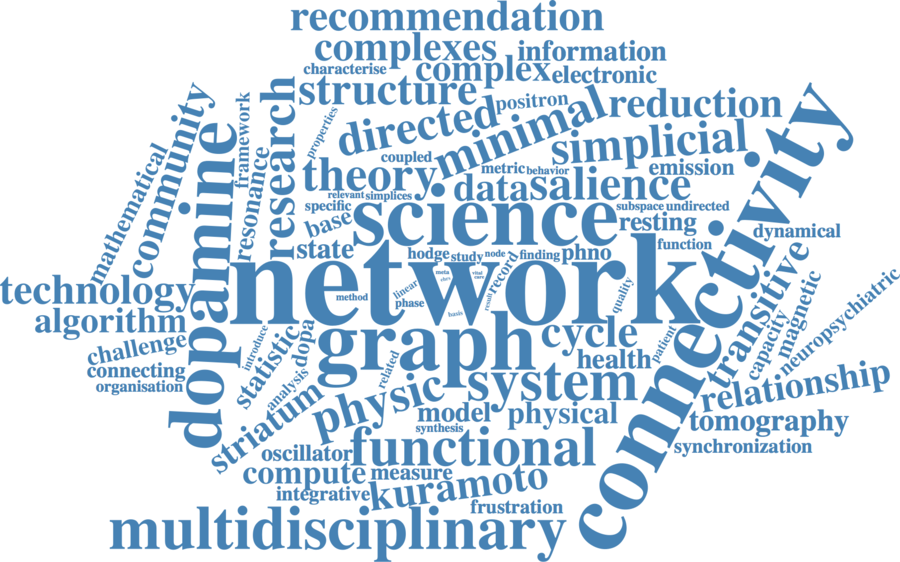 recommendation
complexes
information
characterise
complex
electronic
structure
positron
directed
minimal
reduction
properties
research
framework
community
dopamine
mathematical
resonance
coupled
theory
metric
behavior
simplicial
emission
data
salience
relevant
simplices
specific
base
science
subspace
undirected
resting
state
function
dynamical
connectivity
hodge
study
node
finding
phno
record
network
meta
vital
linear
phase
method
basis
result
quality
technology
algorithm
challenge
connecting
organisation
introduce
statistic
dopa
analysis
related
graph
cycle
health
patient
transitive
capacity
magnetic
neuropsychiatric
striatum
physic
system
model
physical
synthesis
relationship
tomography
synchronization
oscillator
functional
compute
measure
integrative
kuramoto
frustration
multidisciplinary